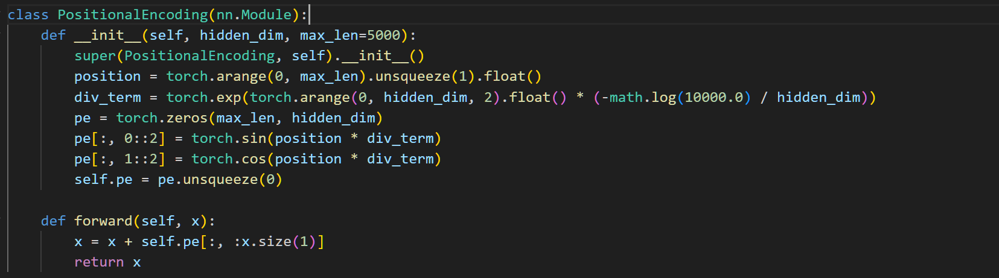 class PositionalEncoding(nn.Module):
    def __init__(self, hidden_dim, max_len=5000):
        super(PositionalEncoding, self).__init__()
        position = torch.arange(0, max_len).unsqueeze(1).float()
        div_term = torch.exp(torch.arange(0, hidden_dim, 2).float() * (-math.log(10000.0) / hidden_dim))
        pe = torch.zeros(max_len, hidden_dim)
        pe[:, 0::2] = torch.sin(position * div_term)
        pe[:, 1::2] = torch.cos(position * div_term)
        self.pe = pe.unsqueeze(0)

    def forward(self, x):
        x = x + self.pe[:, :x.size(1)]
        return x